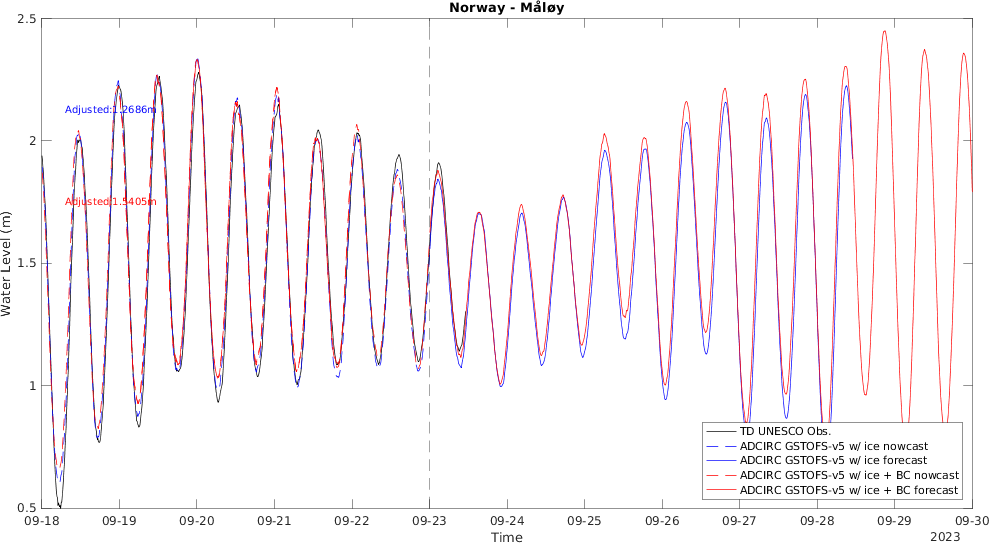 Norway - Måløy
2.5
2
1.5
1
0.5
Water Level (m)
Adjusted:1.2686m
Adjusted:1.5405m
TD UNESCO Obs.
ADCIRC GSTOFS-v5 w/ ice nowcast
ADCIRC GSTOFS-v5 w/ ice forecast
ADCIRC GSTOFS-v5 w/ ice + BC nowcast
ADCIRC GSTOFS-v5 w/ ice + BC forecast
09-18 09-19 09-20 09-21 09-22 09-23 09-24 09-25 09-26 09-27 09-28 09-29 09-30
Time
2023